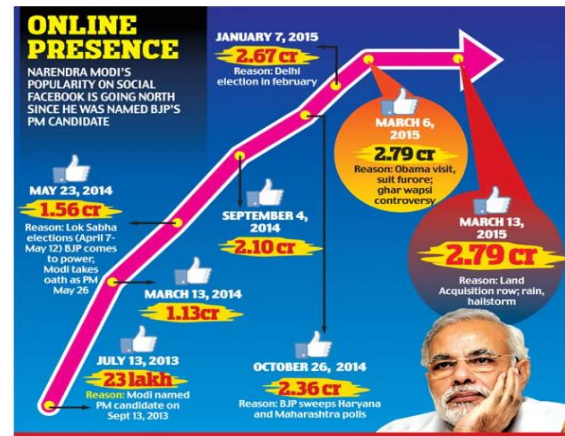 ONLINE
PRESENCE
NARENDRA MODI'S
POPULARITY ON SOCIAL
FACEBOOK IS GOING NORTH
SINCE HE WAS NAMED BJP'S
PM CANDIDATE
JANUARY 7, 2015
2.67 cr
Reason: Delhi
election in february
MARCH 6,
2015
2.79 cr
Reason: Obama visit,
suit furore;
ghar wapsi
controversy
MAY 23, 2014
1.56 cr
Reason: Lok Sabha
elections (April 7-
May 12) BJP comes
to power;
Modi takes
oath as PM
May 26
SEPTEMBER 4,
2014
2.10 cr
MARCH 13,
2015
2.79 cr
Reason: Land
Acquisition row; rain,
hailstorm
MARCH 13, 2014
1.13cr
JULY 13, 2013
23 lakh
Reason: Modi named
PM candidate on
Sept 13, 2013
OCTOBER 26, 2014
2.36 cr
Reason: BJP sweeps Haryana
and Maharashtra polls